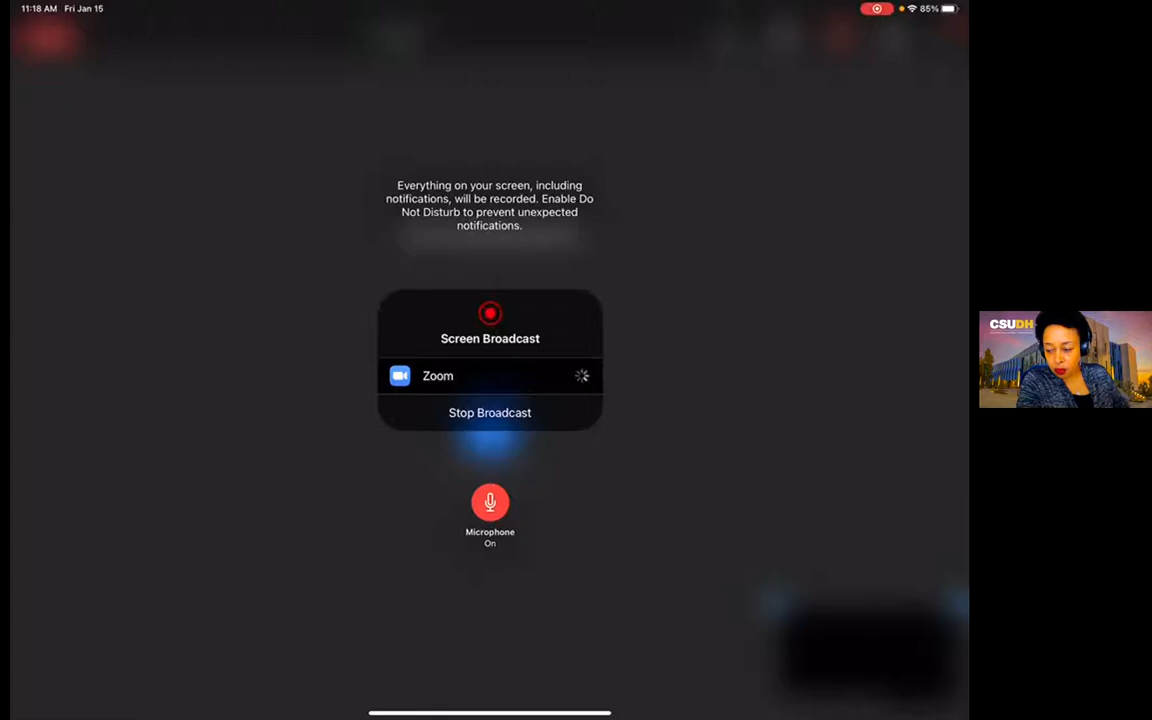 11:18 AM Fri Jan 15
85%
Everything on your screen, including
notifications, will be recorded. Enable Do
Not Disturb to prevent unexpected
notifications.
Screen Broadcast
Zoom
Stop Broadcast
Microphone
On
CSUDH